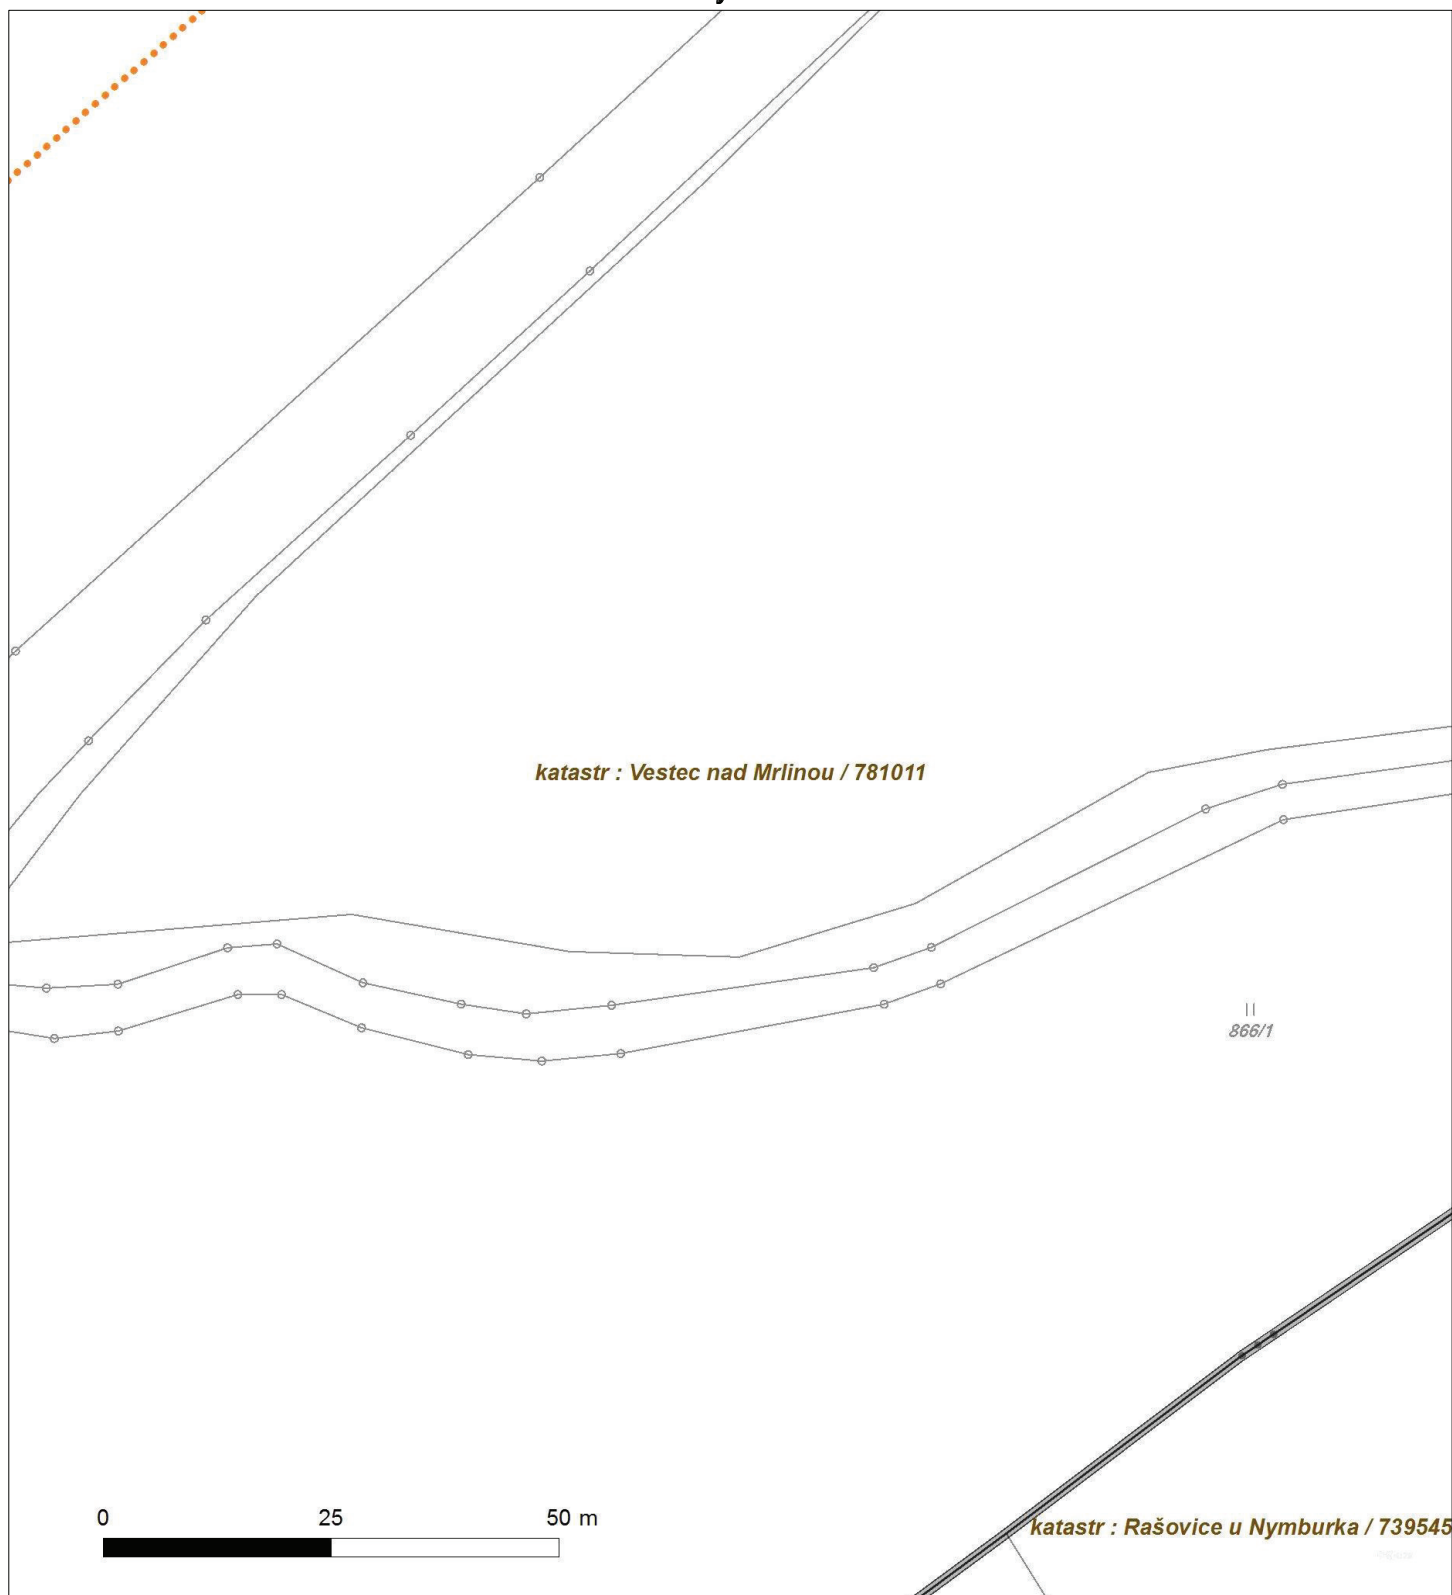 katastr : Vestec nad Mrlinou / 781011
||
866/1
0 25 50 m
katastr : Rašovice u Nymburka / 739545